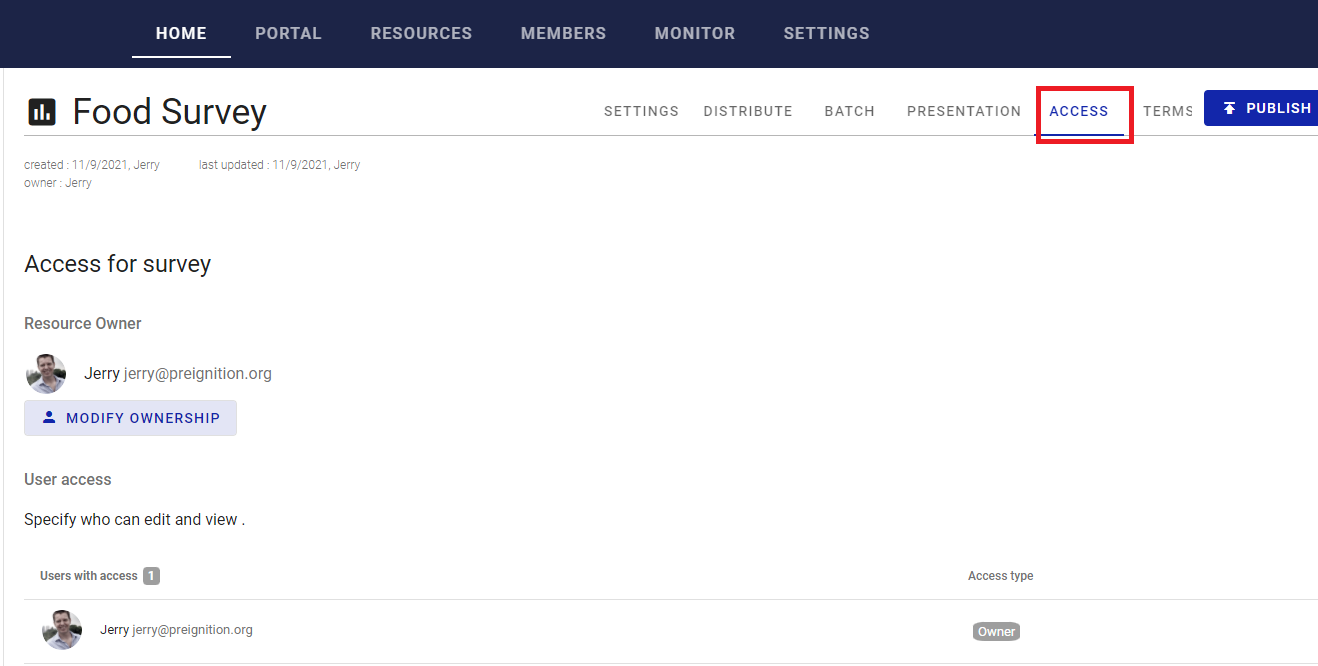 HOME PORTAL RESOURCES MEMBERS MONITOR SETTINGS
Food Survey SETTINGS DISTRIBUTE BATCH PRESENTATION ACCESS TERMS PUBLISH
created : 11/9/2021, Jerry last updated : 11/9/2021, Jerry
owner : Jerry
Access for survey
Resource Owner
Jerry jerry@preignition.org
MODIFY OWNERSHIP
User access
Specify who can edit and view .
Users with access 1 Access type
Jerry jerry@preignition.org Owner